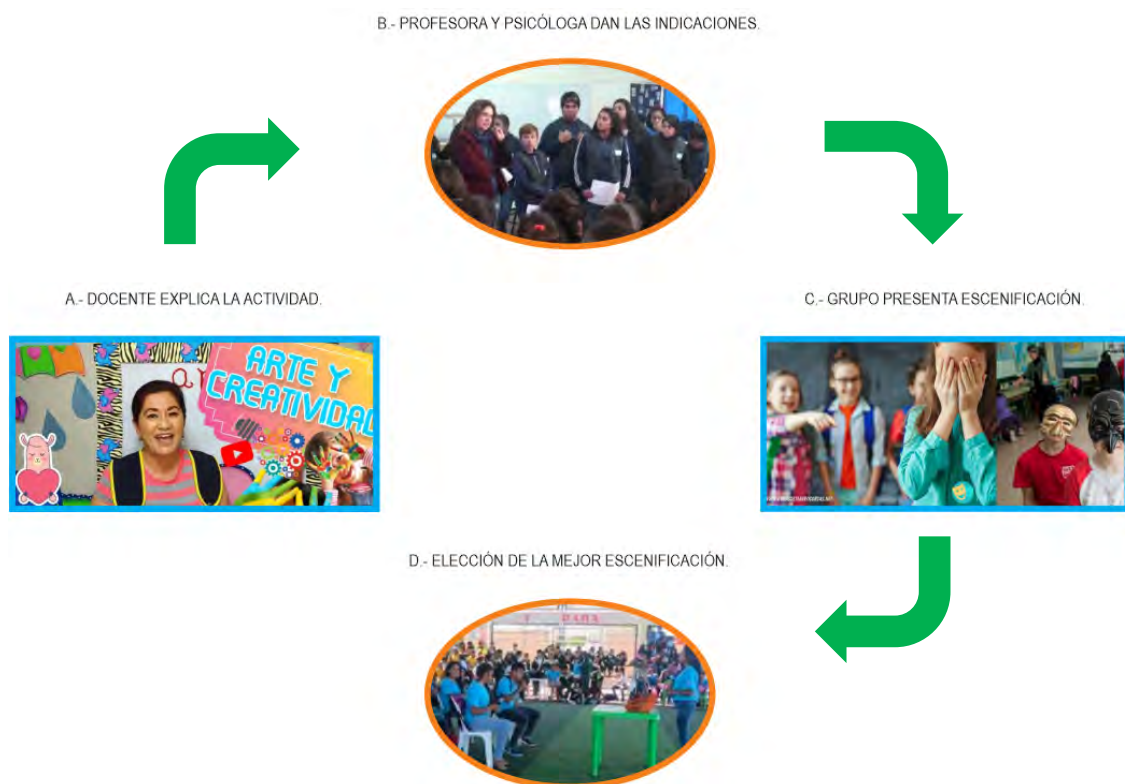 B.- PROFESORA Y PSICÓLOGA DAN LAS INDICACIONES.
A.- DOCENTE EXPLICA LA ACTIVIDAD.
ARTE Y
CREATIVIDAD
C.- GRUPO PRESENTA ESCENIFICACIÓN.
D.- ELECCIÓN DE LA MEJOR ESCENIFICACIÓN.